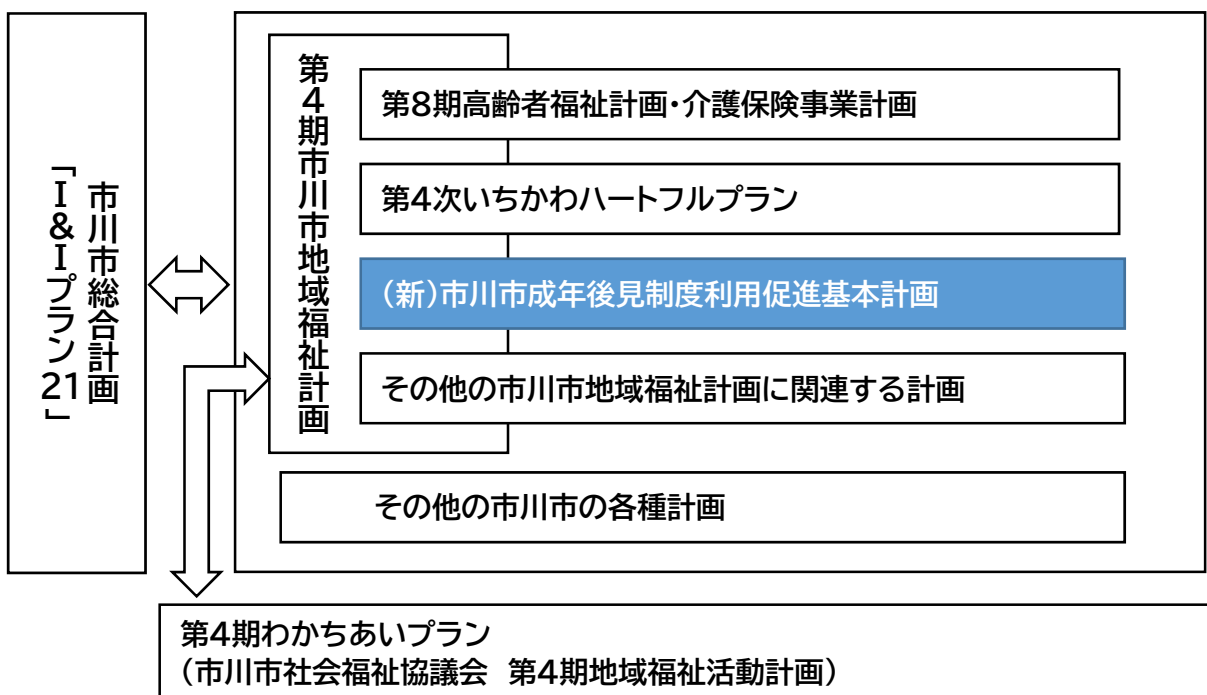 市川市総合計画
「I&Iプラン21」
第4期市川市地域福祉計画
第8期高齢者福祉計画・介護保険事業計画
第4次いちかわハートフルプラン
(新)市川市成年後見制度利用促進基本計画
その他の市川市地域福祉計画に関連する計画
その他の市川市の各種計画
第4期わかちあいプラン
(市川市社会福祉協議会 第4期地域福祉活動計画)